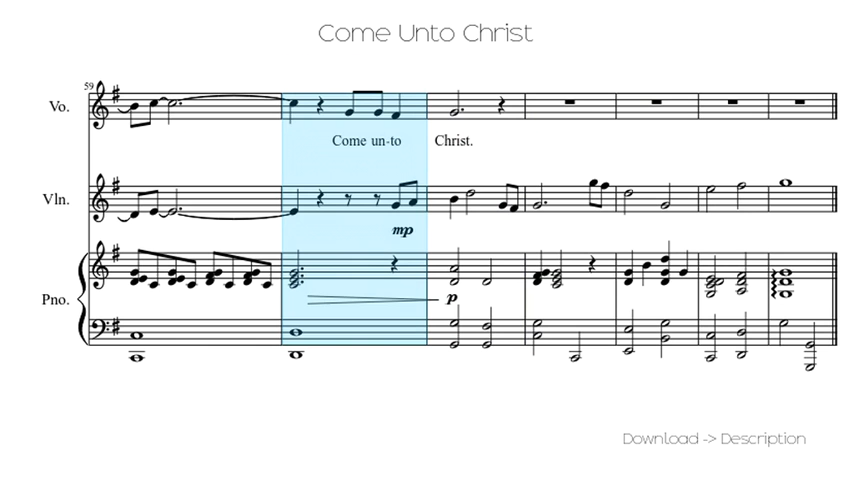 Come Unto Christ
59
Vo.
Come un-to Christ.
Vln.
mp
Pno.
p
Download -> Description